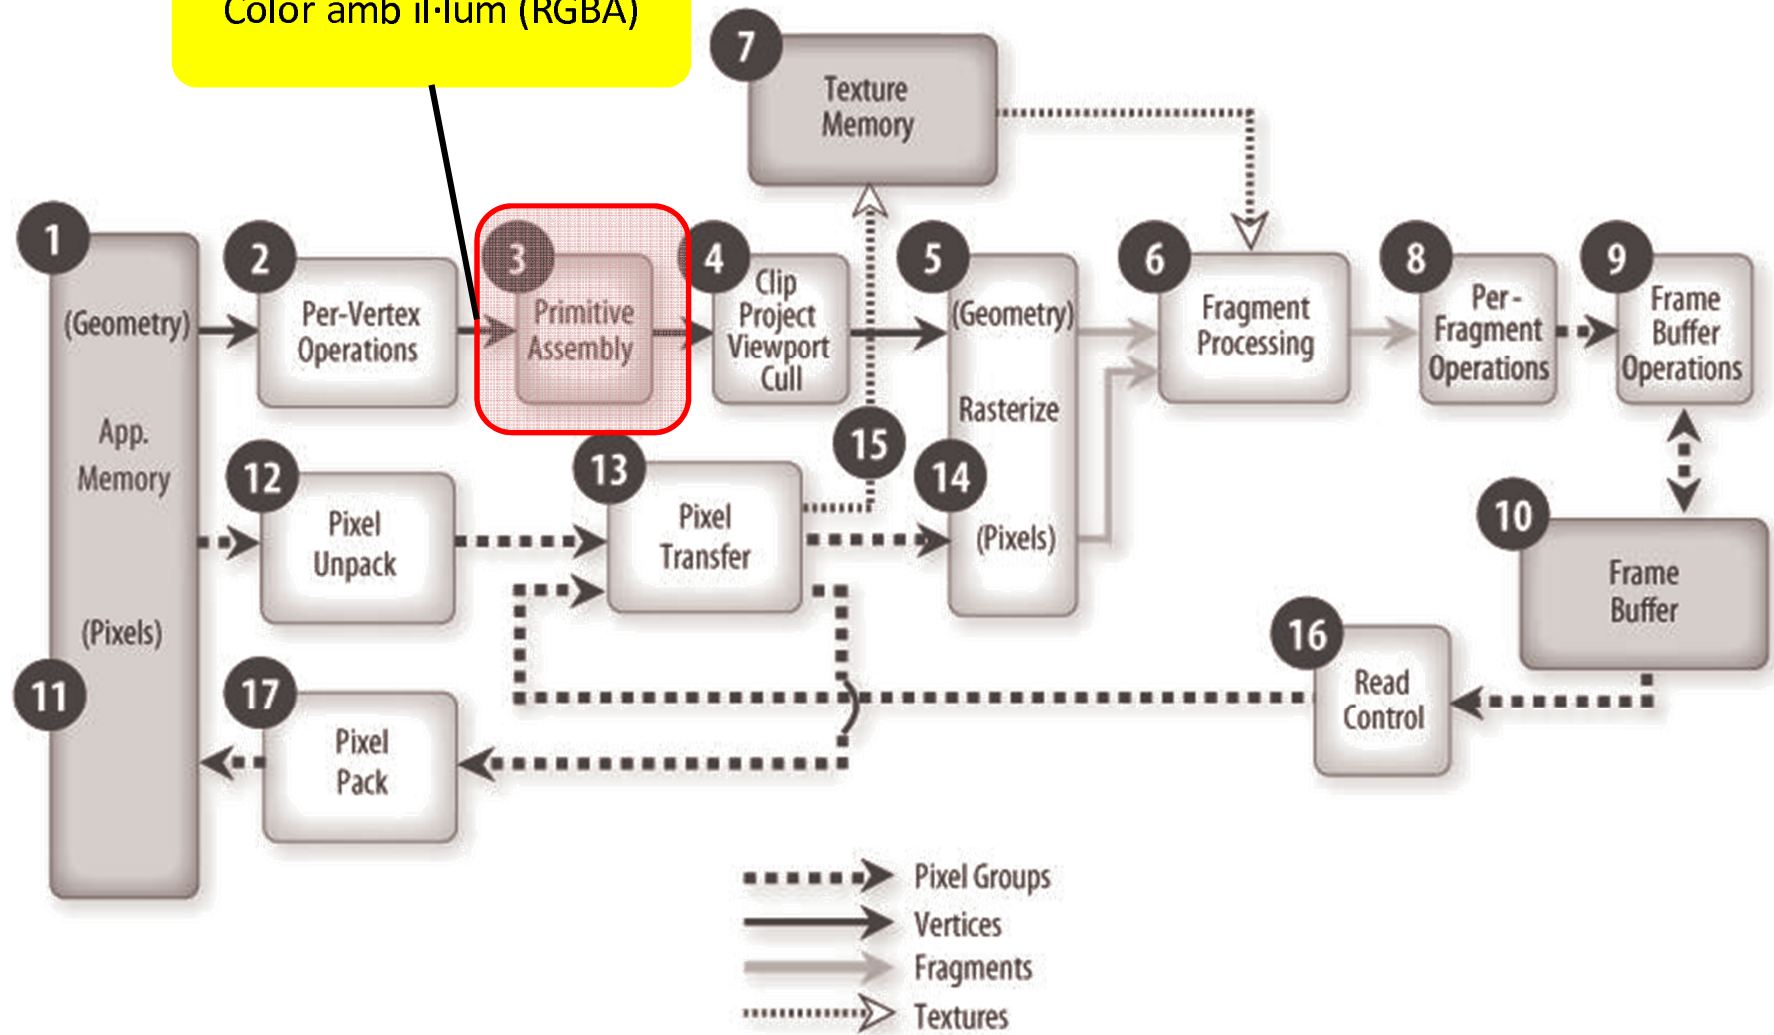 Color amb il·lum (RGBA)
7
Texture
Memory
1
(Geometry)
App.
Memory
(Pixels)
11
2
Per-Vertex
Operations
3
Primitive
Assembly
4
Clip
Project
Viewport
Cull
5
(Geometry)
Rasterize
14
(Pixels)
6
Fragment
Processing
8
Per-
Fragment
Operations
9
Frame
Buffer
Operations
12
Pixel
Unpack
13
Pixel
Transfer
15
10
Frame
Buffer
16
Read
Control
17
Pixel
Pack
Pixel Groups
Vertices
Fragments
Textures